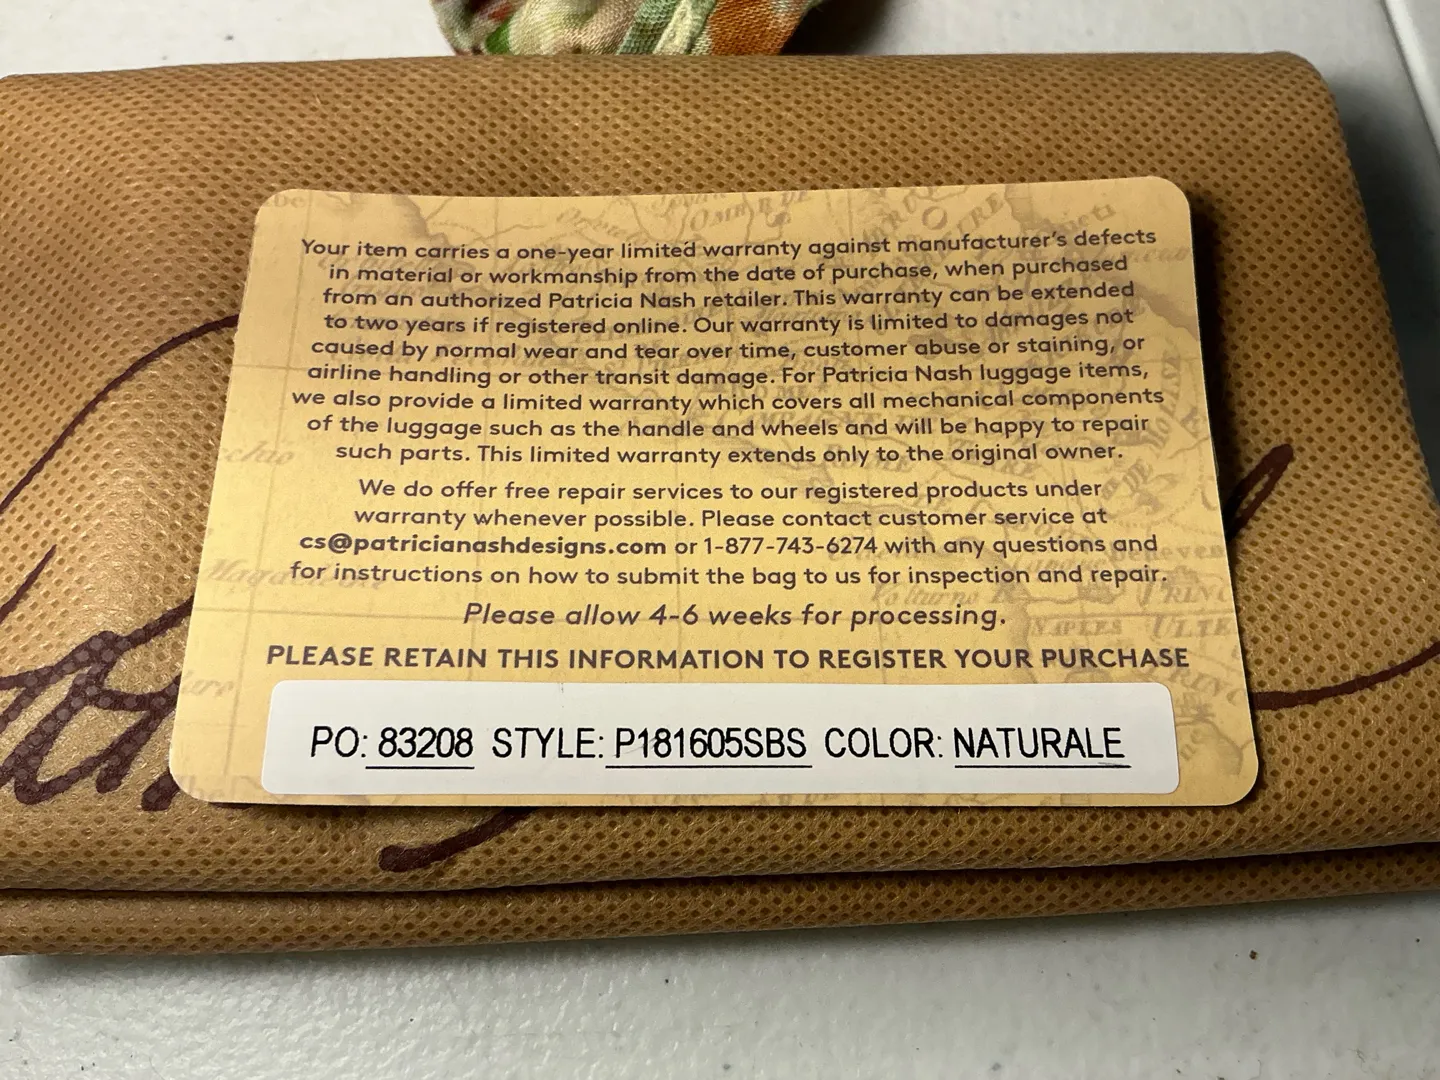 Your item carries a one-year limited warranty against manufacturer's defects
in material or workmanship from the date of purchase, when purchased
from an authorized Patricia Nash retailer. This warranty can be extended
to two years if registered online. Our warranty is limited to damages not
caused by normal wear and tear over time, customer abuse or staining, or
airline handling or other transit damage. For Patricia Nash luggage items,
we also provide a limited warranty which covers all mechanical components
of the luggage such as the handle and wheels and will be happy to repair
such parts. This limited warranty extends only to the original owner.
We do offer free repair services to our registered products under
warranty whenever possible. Please contact customer service at
cs@patricianashdesigns.com or 1-877-743-6274 with any questions and
for instructions on how to submit the bag to us for inspection and repair.
Please allow 4-6 weeks for processing.
PLEASE RETAIN THIS INFORMATION TO REGISTER YOUR PURCHASE
PO: 83208 STYLE: P181605SBS COLOR: NATURALE